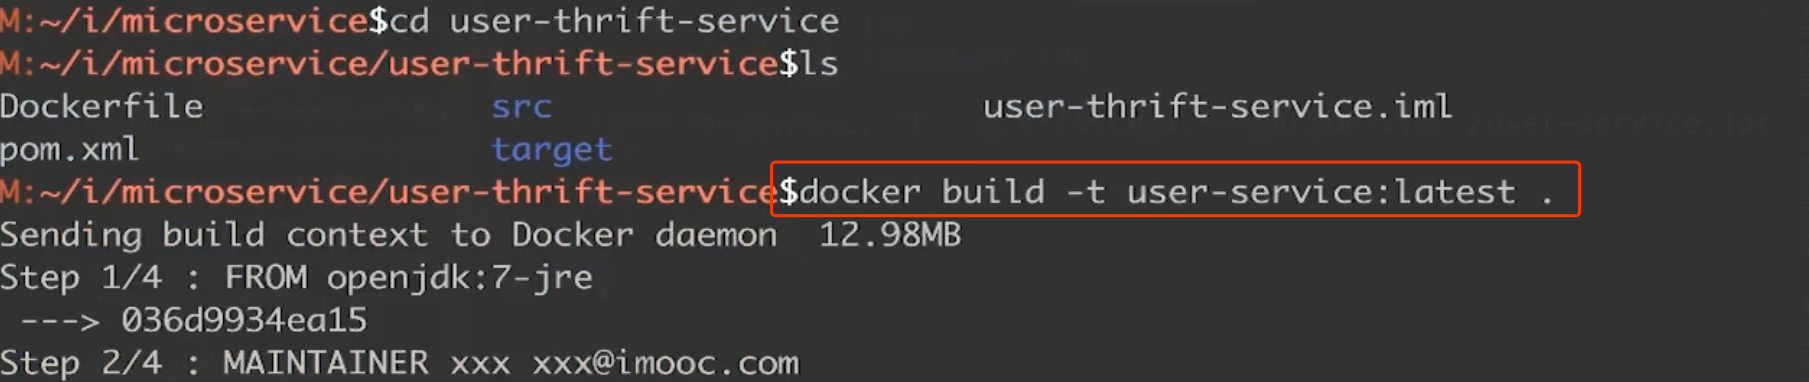 M:~/i/microservice$cd user-thrift-service
M:~/i/microservice/user-thrift-service$ls
Dockerfile src user-thrift-service.iml
pom.xml target
M:~/i/microservice/user-thrift-service$docker build -t user-service:latest .
Sending build context to Docker daemon 12.98MB
Step 1/4 : FROM openjdk:7-jre
---> 036d9934ea15
Step 2/4 : MAINTAINER xxx xxx@imooc.com